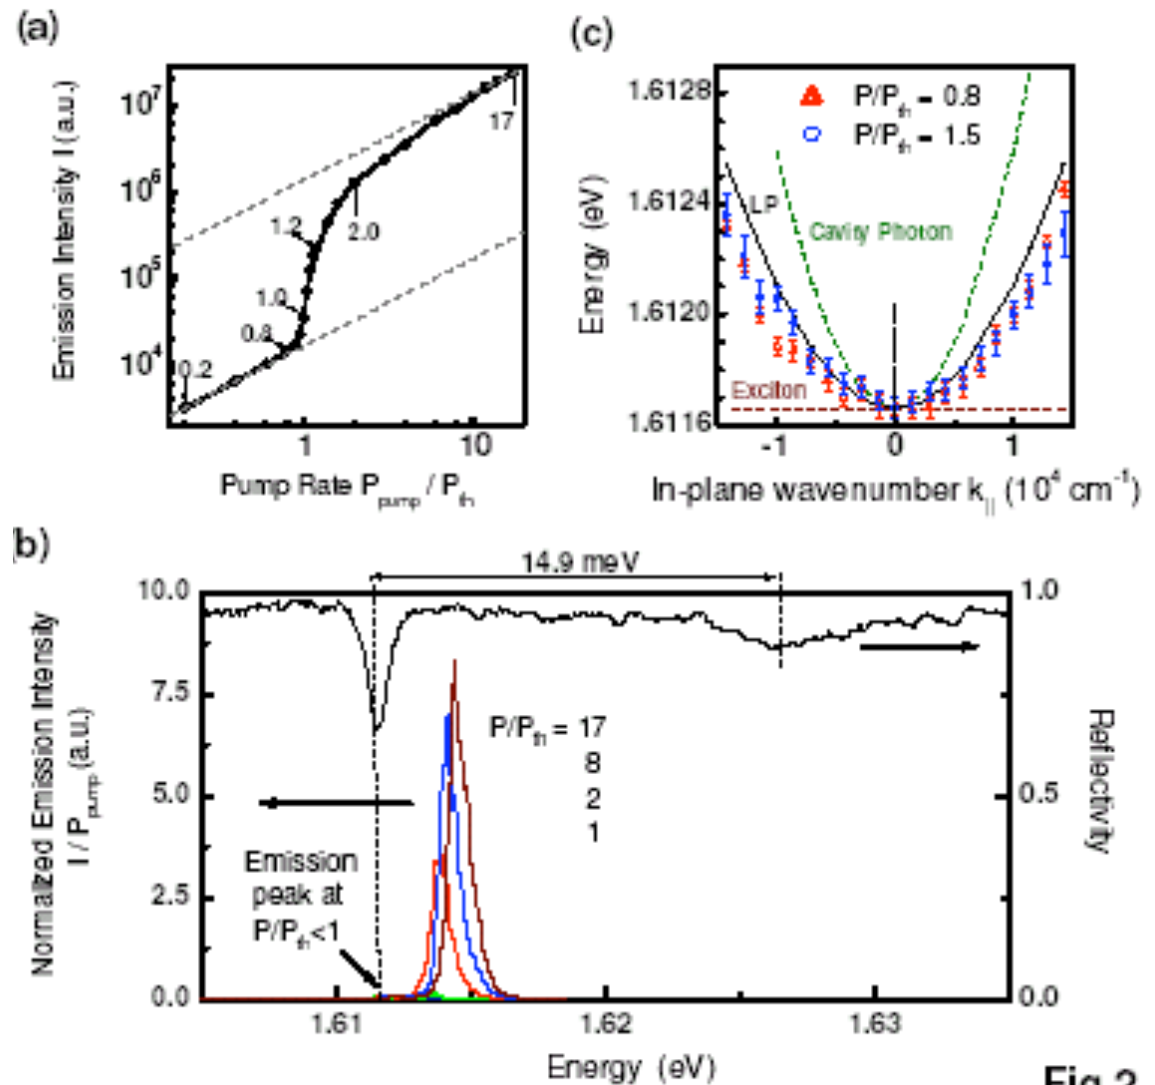 (a)
Emission Intensity I (a.u.)
10⁷
10⁶
10⁵
10⁴
0.2
0.8
1.0
1.2
2.0
17
1
10
Pump Rate P_pump / P_th
(c)
Energy (eV)
1.6128
1.6124
1.6120
1.6116
P/P_th = 0.8
P/P_th = 1.5
LP
Cavity Photon
Exciton
-1
0
1
In-plane wavenumber k_|| (10⁴ cm⁻¹)
(b)
14.9 meV
Normalized Emission Intensity
I / P_pump (a.u.)
10.0
7.5
5.0
2.5
0.0
P/P_th = 17
8
2
1
Emission
peak at
P/P_th<1
1.0
0.5
0.0
Reflectivity
1.61
1.62
1.63
Energy (eV)